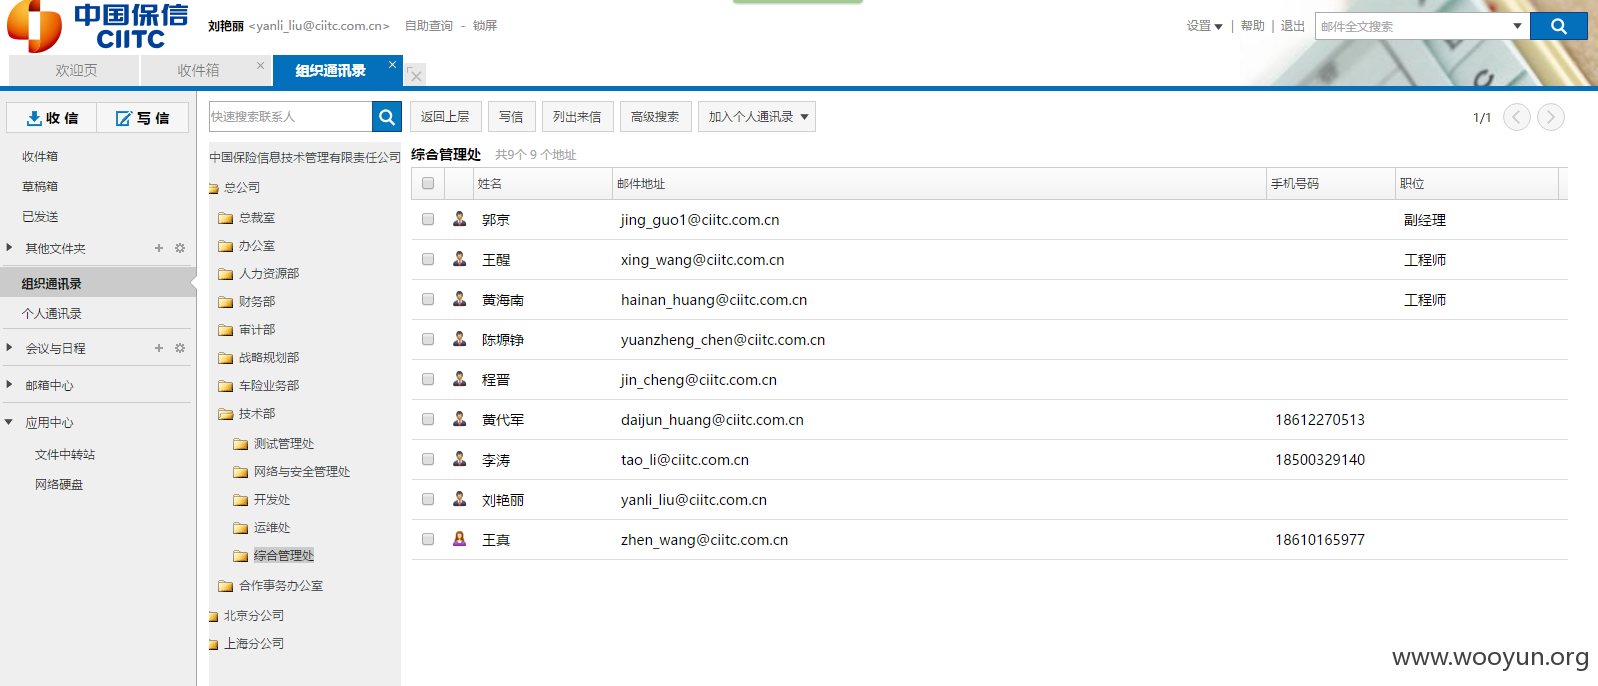 中国保信
CIITC
刘艳丽 <yanli_liu@ciitc.com.cn> 自助查询 - 锁屏
设置 | 帮助 | 退出
邮件全文搜索
欢迎页
收件箱
组织通讯录
收信
写信
收件箱
草稿箱
已发送
其他文件夹
组织通讯录
个人通讯录
会议与日程
邮箱中心
应用中心
文件中转站
网络硬盘
快速搜索联系人
中国保险信息技术管理有限责任公司
总公司
总裁室
办公室
人力资源部
财务部
审计部
战略规划部
车险业务部
技术部
测试管理处
网络与安全管理处
开发处
运维处
综合管理处
合作事务办公室
北京分公司
上海分公司
返回上层 写信 列出来信 高级搜索 加入个人通讯录
1/1
综合管理处 共9个 9 个地址
姓名 邮件地址 手机号码 职位
郭京 jing_guo1@ciitc.com.cn 副经理
王醒 xing_wang@ciitc.com.cn 工程师
黄海南 hainan_huang@ciitc.com.cn 工程师
陈塬铮 yuanzheng_chen@ciitc.com.cn
程晋 jin_cheng@ciitc.com.cn
黄代军 daijun_huang@ciitc.com.cn 18612270513
李涛 tao_li@ciitc.com.cn 18500329140
刘艳丽 yanli_liu@ciitc.com.cn
王真 zhen_wang@ciitc.com.cn 18610165977
www.wooyun.org